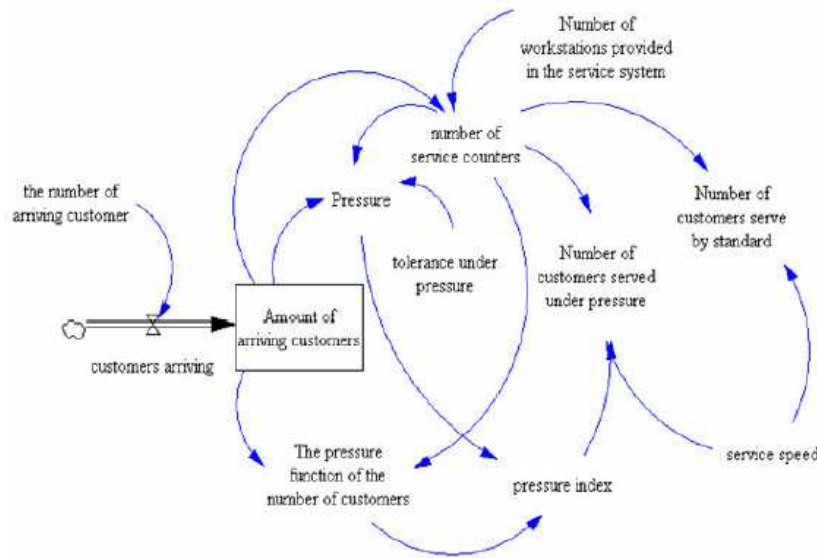 Number of
workstations provided
in the service system
number of
service counters
the number of
arriving customer
Pressure
Number of
customers serve
by standard
tolerance under
pressure
Number of
customers served
under pressure
Amount of
arriving customers
customers arriving
The pressure
function of the
number of customers
pressure index
service speed